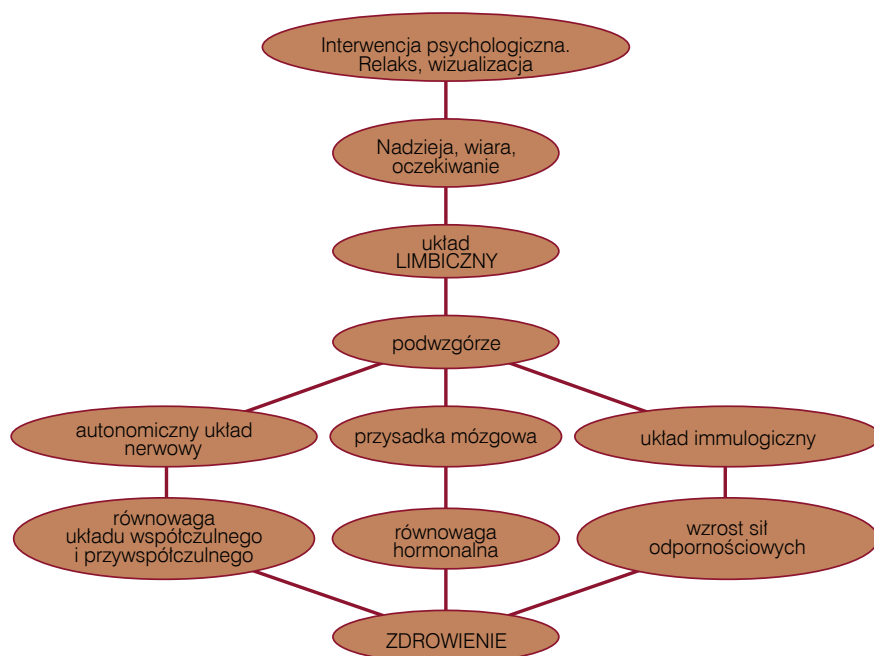 Interwencja psychologiczna.
Relaks, wizualizacja
Nadzieja, wiara,
oczekiwanie
układ
LIMBICZNY
podwzgórze
autonomiczny układ
nerwowy
przysadka mózgowa
układ immulogiczny
równowaga
układu współczulnego
i przywspółczulnego
równowaga
hormonalna
wzrost sił
odpornościowych
ZDROWIENIE